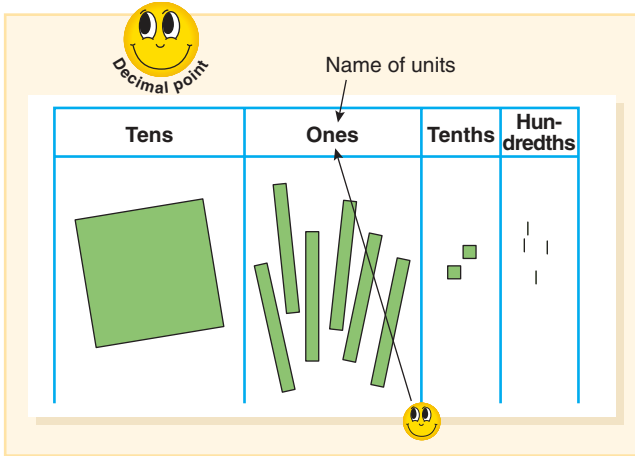 Decimal point
Name of units
Tens
Ones
Tenths
Hun-
dredths